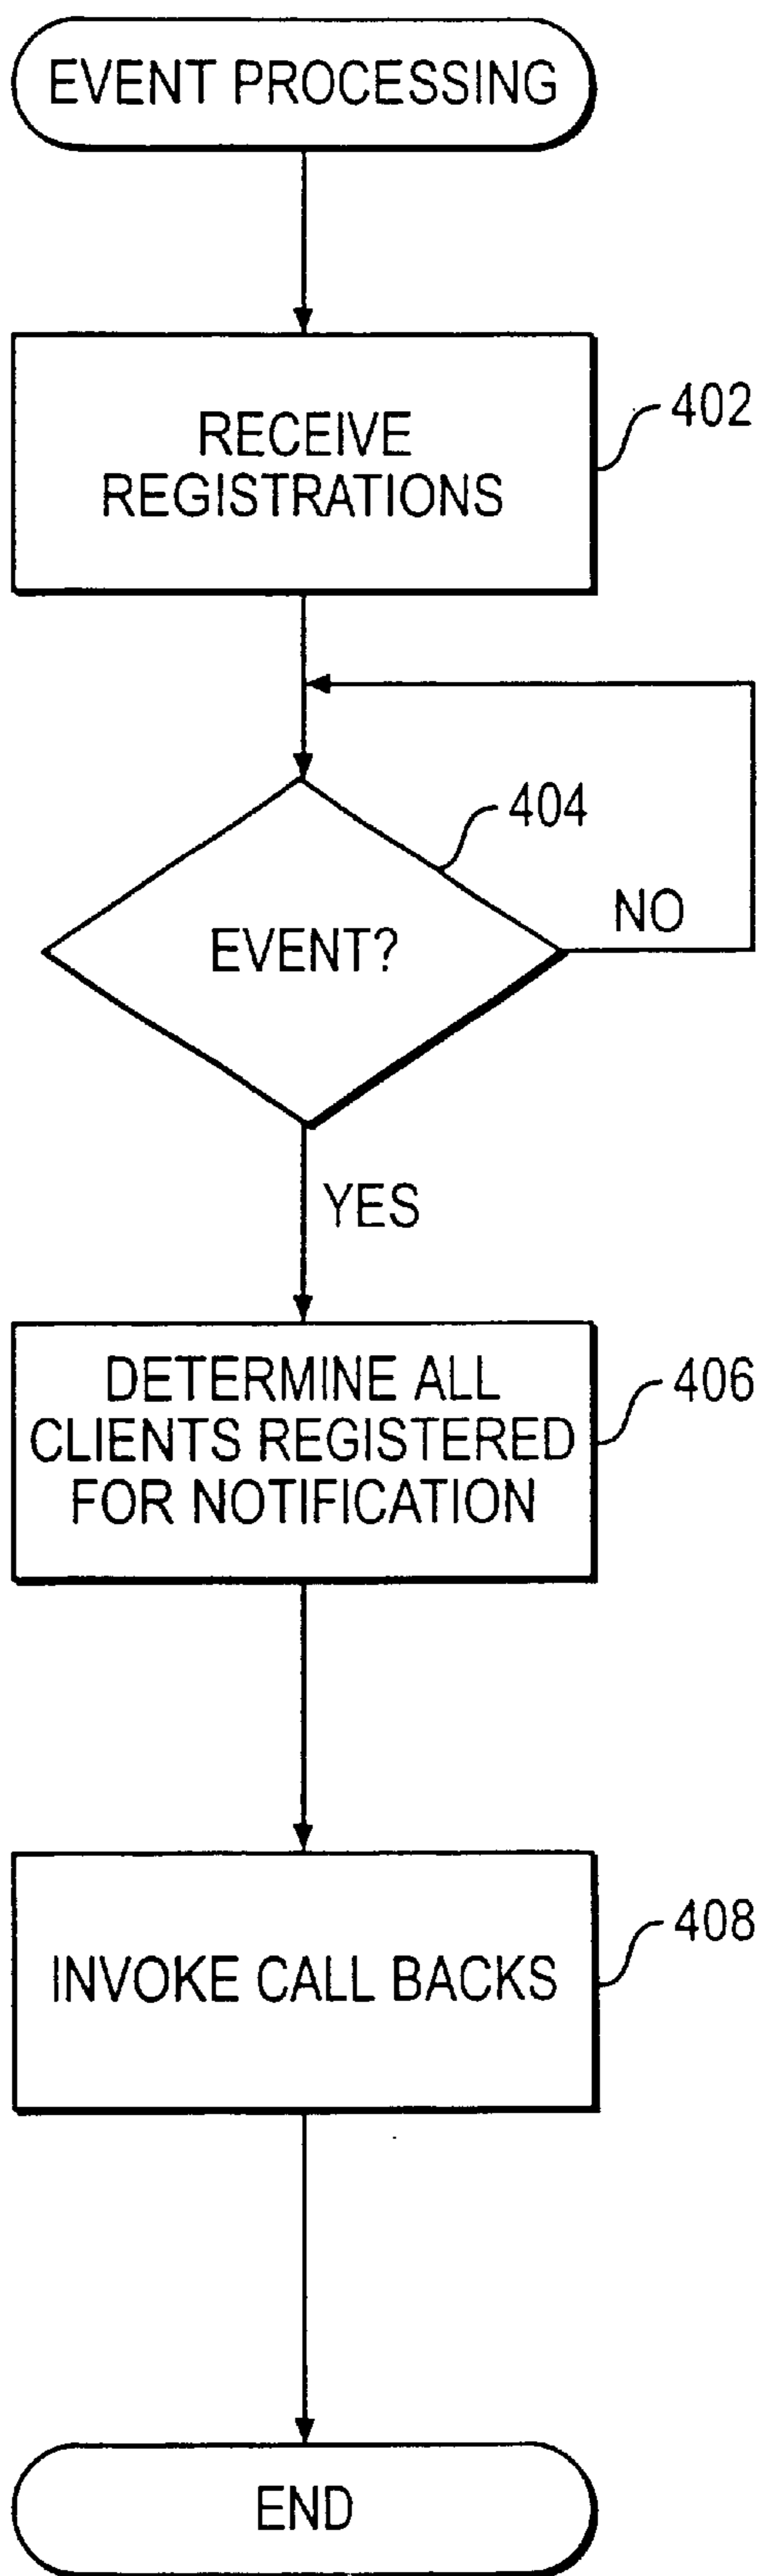 EVENT PROCESSING
RECEIVE
REGISTRATIONS
402
404
EVENT?
NO
YES
DETERMINE ALL
CLIENTS REGISTERED
FOR NOTIFICATION
406
INVOKE CALL BACKS
408
END